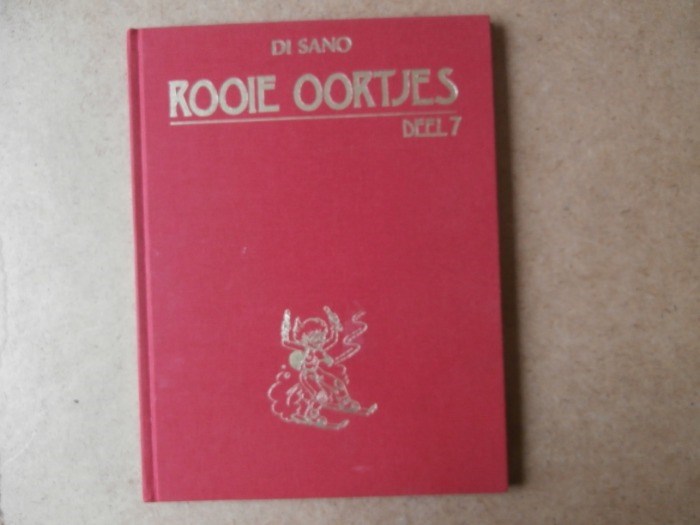 DI SANO
ROOIE OORTJES
DEEL 7